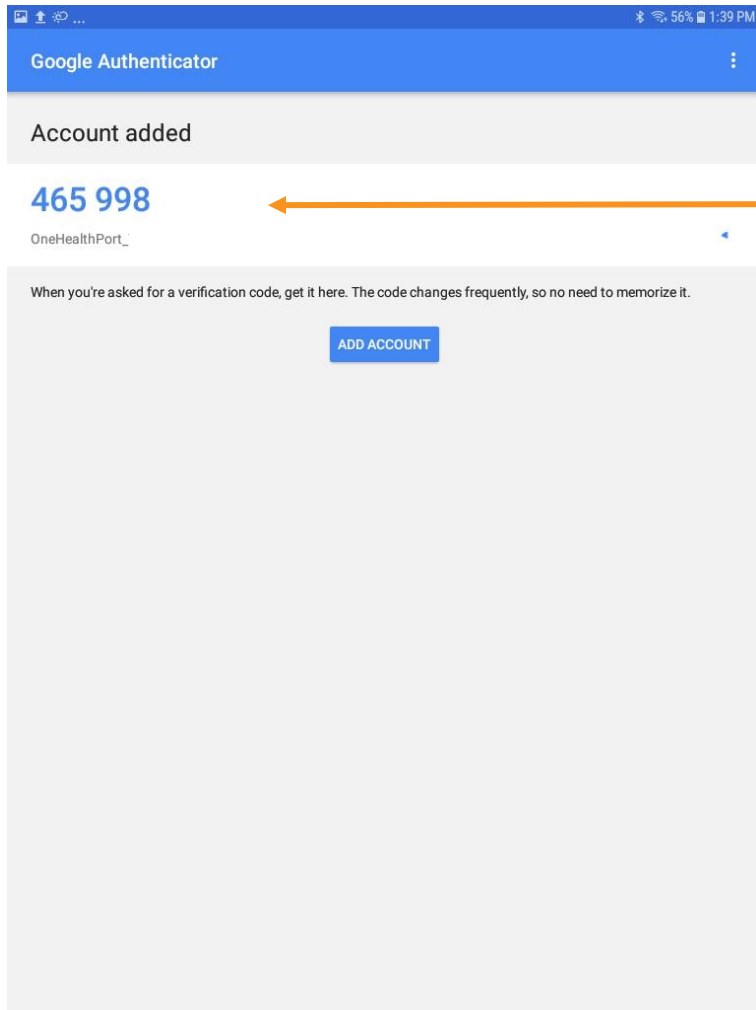 ... 56% 1:39 PM
Google Authenticator
Account added
465 998
OneHealthPort_
When you're asked for a verification code, get it here. The code changes frequently, so no need to memorize it.
ADD ACCOUNT